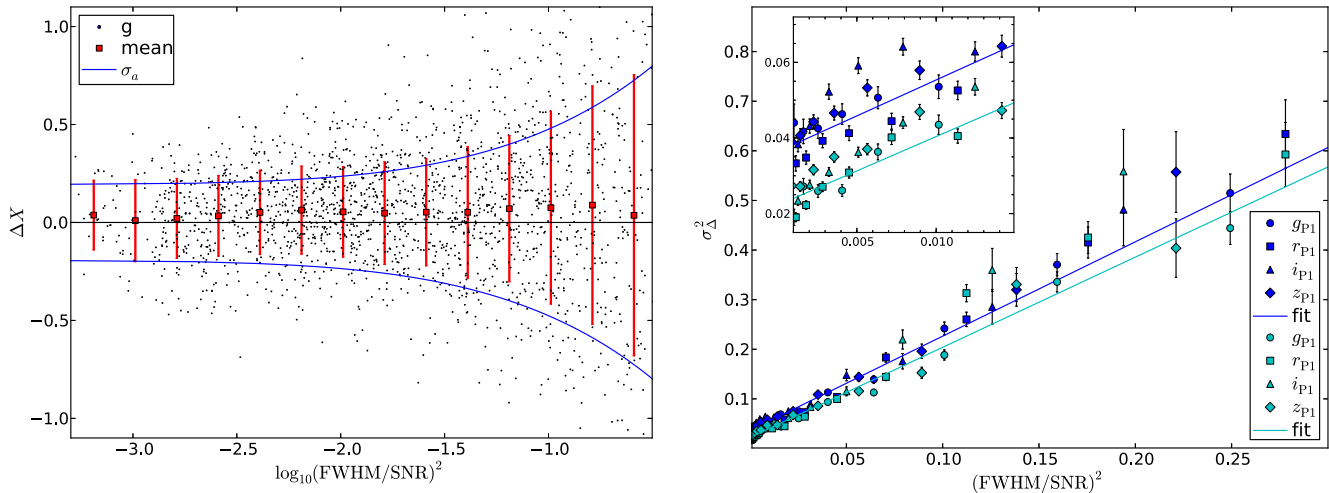 1.0
0.5
0.0
−0.5
−1.0
ΔX
g
mean
σₐ
−3.0 −2.5 −2.0 −1.5 −1.0
log₁₀(FWHM/SNR)²
0.8
0.7
0.6
0.5
0.4
0.3
0.2
0.1
σ²_Δ
0.06
0.04
0.02
0.005 0.010
g_P1
r_P1
i_P1
z_P1
fit
g_P1
r_P1
i_P1
z_P1
fit
0.05 0.10 0.15 0.20 0.25
(FWHM/SNR)²